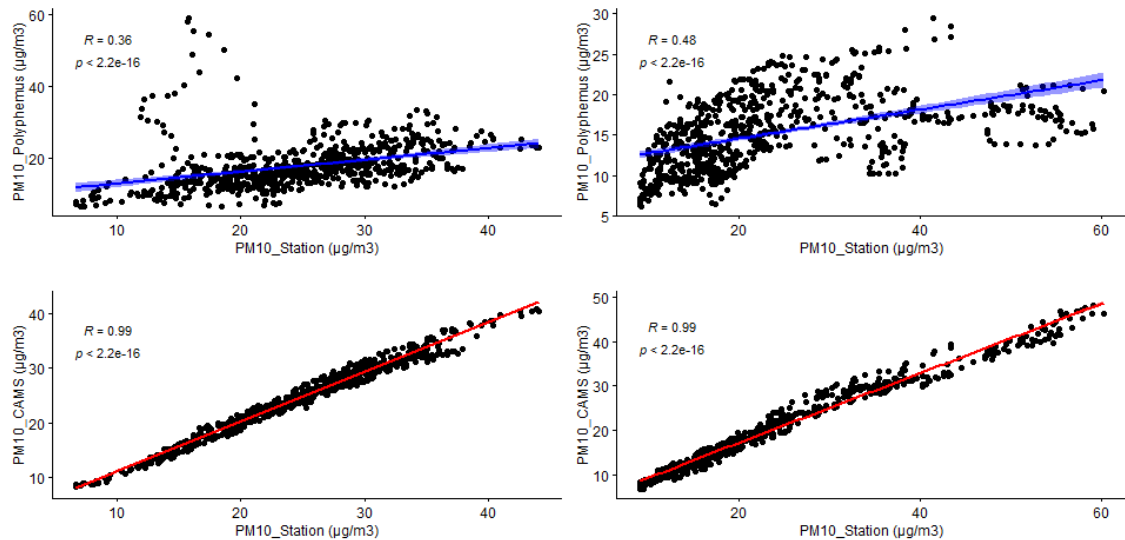 60
40
20
PM10_Polyphemus (µg/m3)
R = 0.36
p < 2.2e-16
10
20
30
40
PM10_Station (µg/m3)
30
25
20
15
10
5
PM10_Polyphemus (µg/m3)
R = 0.48
p < 2.2e-16
20
40
60
PM10_Station (µg/m3)
40
30
20
10
PM10_CAMS (µg/m3)
R = 0.99
p < 2.2e-16
10
20
30
40
PM10_Station (µg/m3)
50
40
30
20
10
PM10_CAMS (µg/m3)
R = 0.99
p < 2.2e-16
20
40
60
PM10_Station (µg/m3)